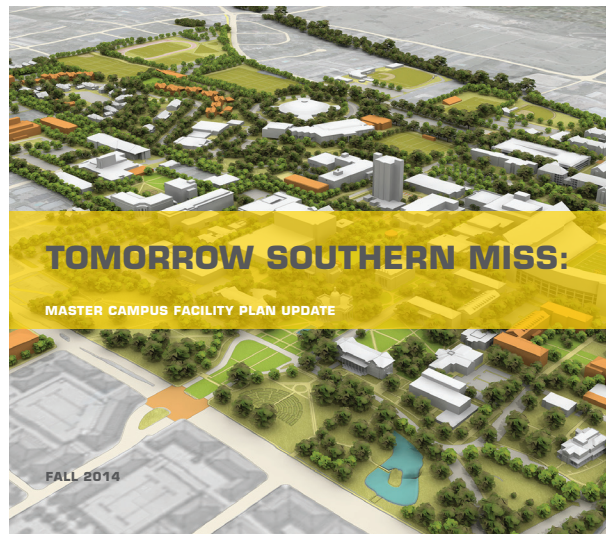 TOMORROW SOUTHERN MISS:
MASTER CAMPUS FACILITY PLAN UPDATE
FALL 2014